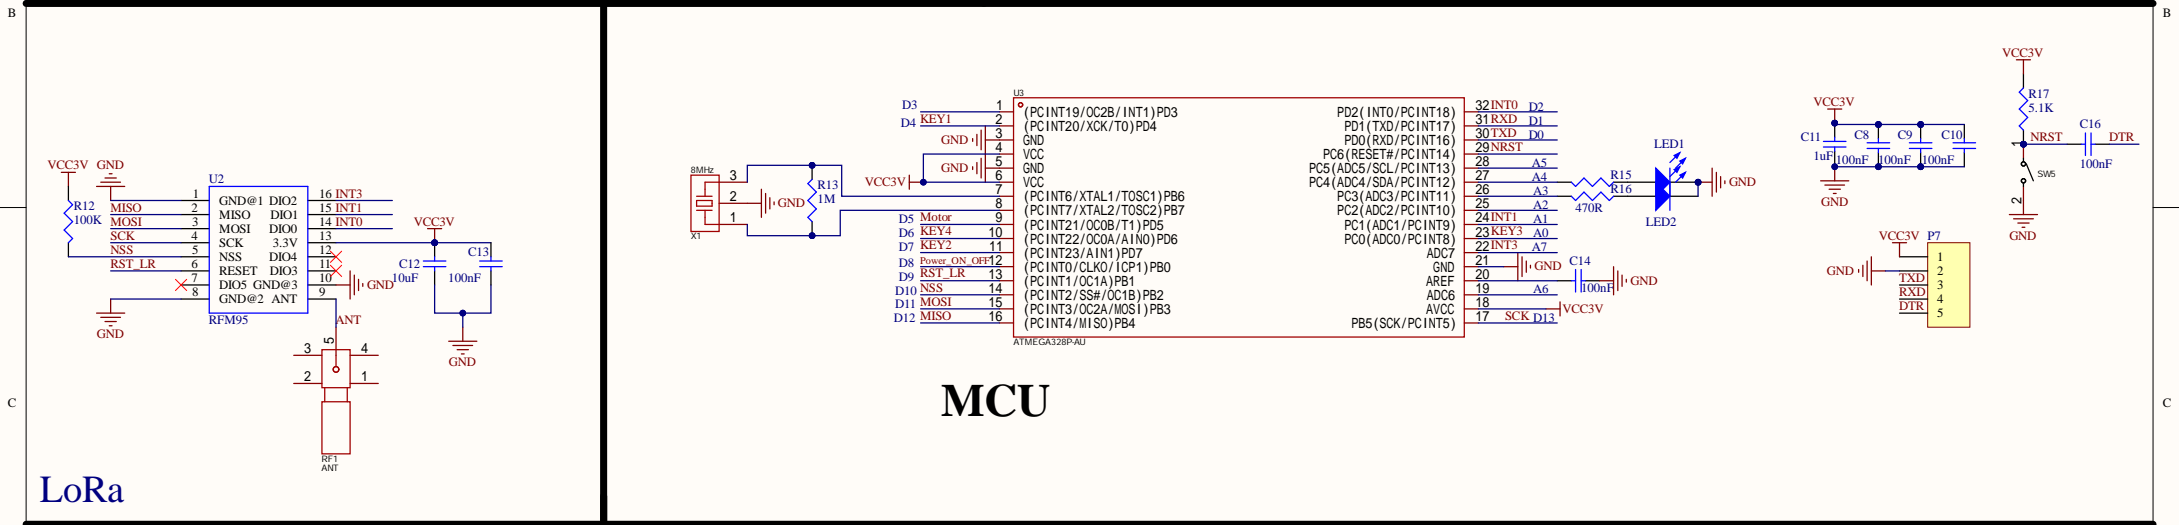 B
B
VCC3V
GND
R12
100K
MISO
MOSI
SCK
NSS
RST_LR
U2
1 GND@1 DIO2 16 INT3
2 MISO DIO1 15 INT1
3 MOSI DIO0 14 INT0
4 SCK 3.3V 13
5 NSS DIO4 12
6 RESET DIO3 11
7 DIO5 GND@3 10 GND
8 GND@2 ANT 9
RFM95
GND
VCC3V
C12
10uF
C13
100nF
GND
ANT
5
3 4
2 1
RF1
ANT
LoRa
8MHz
3
2
1
X1
GND
R13
1M
VCC3V
U3
D3 1 (PCINT19/OC2B/INT1)PD3
D4 KEY1 2 (PCINT20/XCK/T0)PD4
GND 3 GND
4 VCC
GND 5 GND
6 VCC
7 (PCINT6/XTAL1/TOSC1)PB6
8 (PCINT7/XTAL2/TOSC2)PB7
D5 Motor 9 (PCINT21/OC0B/T1)PD5
D6 KEY4 10 (PCINT22/OC0A/AIN0)PD6
D7 KEY2 11 (PCINT23/AIN1)PD7
D8 Power_ON_OFF 12 (PCINT0/CLKO/ICP1)PB0
D9 RST_LR 13 (PCINT1/OC1A)PB1
D10 NSS 14 (PCINT2/SS#/OC1B)PB2
D11 MOSI 15 (PCINT3/OC2A/MOSI)PB3
D12 MISO 16 (PCINT4/MISO)PB4
ATMEGA328P-AU
PD2(INT0/PCINT18) 32 INT0 D2
PD1(TXD/PCINT17) 31 RXD D1
PD0(RXD/PCINT16) 30 TXD D0
PC6(RESET#/PCINT14) 29 NRST
PC5(ADC5/SCL/PCINT13) 28 A5
PC4(ADC4/SDA/PCINT12) 27 A4
PC3(ADC3/PCINT11) 26 A3
PC2(ADC2/PCINT10) 25 A2
PC1(ADC1/PCINT9) 24 INT1 A1
PC0(ADC0/PCINT8) 23 KEY3 A0
ADC7 22 INT3 A7
GND 21 GND
AREF 20
ADC6 19 A6
AVCC 18 VCC3V
PB5(SCK/PCINT5) 17 SCK D13
R15
R16
470R
LED1
LED2
GND
C14
100nF
GND
MCU
VCC3V
C11
1uF
C8
100nF
C9
100nF
C10
100nF
GND
VCC3V
R17
5.1K
NRST
C16
100nF
DTR
1
SW5
2
GND
VCC3V
P7
GND
TXD
RXD
DTR
1
2
3
4
5
C
C